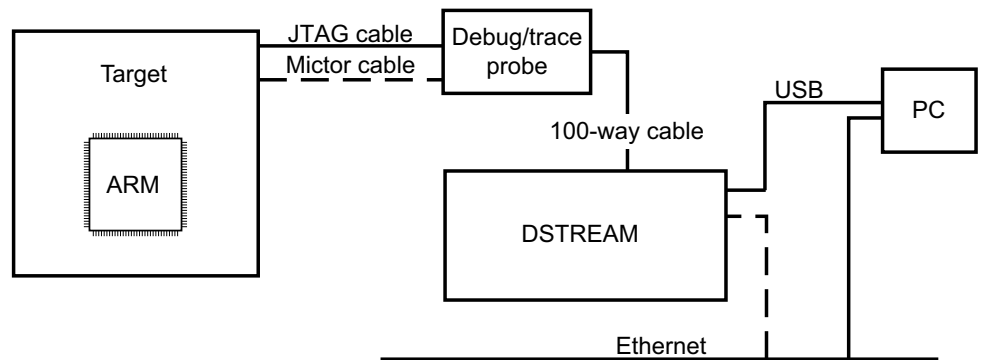 JTAG cable
Mictor cable
Target
ARM
Debug/trace
probe
100-way cable
DSTREAM
USB
PC
Ethernet